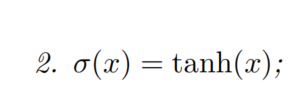 2. σ(x) = tanh(x);